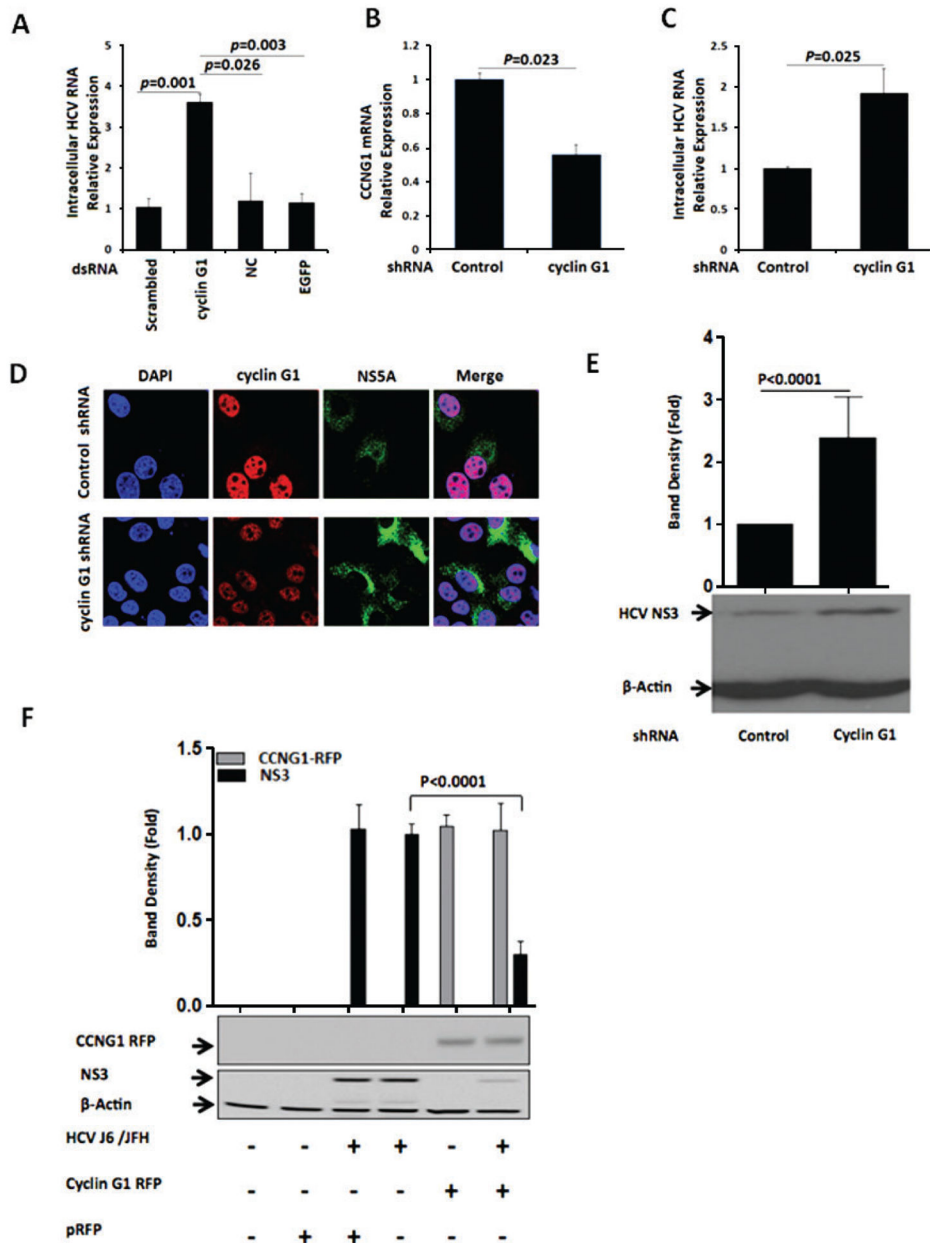 A
Intracellular HCV RNA
Relative Expression
5
4
3
2
1
0
p=0.003
p=0.026
p=0.001
dsRNA
Scrambled
cyclin G1
NC
EGFP
B
CCNG1 mRNA
Relative Expression
1.2
1
0.8
0.6
0.4
0.2
0
P=0.023
shRNA
Control
cyclin G1
C
Intracellular HCV RNA
Relative Expression
2.5
2
1.5
1
0.5
0
P=0.025
shRNA
Control
cyclin G1
D
DAPI
cyclin G1
NS5A
Merge
Control shRNA
cyclin G1 shRNA
E
Band Density (Fold)
4
3
2
1
0
P<0.0001
HCV NS3
β-Actin
shRNA
Control
Cyclin G1
F
CCNG1-RFP
NS3
Band Density (Fold)
1.5
1.0
0.5
0.0
P<0.0001
CCNG1 RFP
NS3
β-Actin
HCV J6 /JFH - - + + - +
Cyclin G1 RFP - - - - + +
pRFP - + + - - -